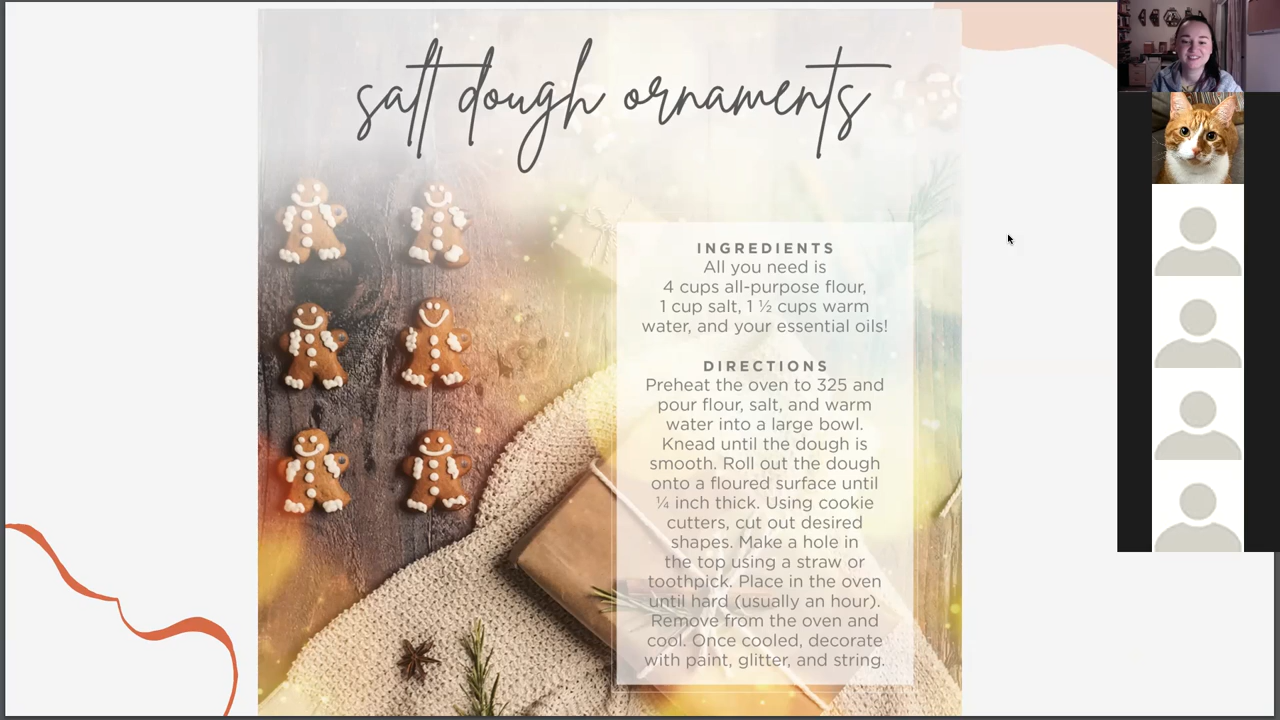 salt dough ornaments
INGREDIENTS
All you need is
4 cups all-purpose flour,
1 cup salt, 1 ½ cups warm
water, and your essential oils!
DIRECTIONS
Preheat the oven to 325 and
pour flour, salt, and warm
water into a large bowl.
Knead until the dough is
smooth. Roll out the dough
onto a floured surface until
¼ inch thick. Using cookie
cutters, cut out desired
shapes. Make a hole in
the top using a straw or
toothpick. Place in the oven
until hard (usually an hour).
Remove from the oven and
cool. Once cooled, decorate
with paint, glitter, and string.